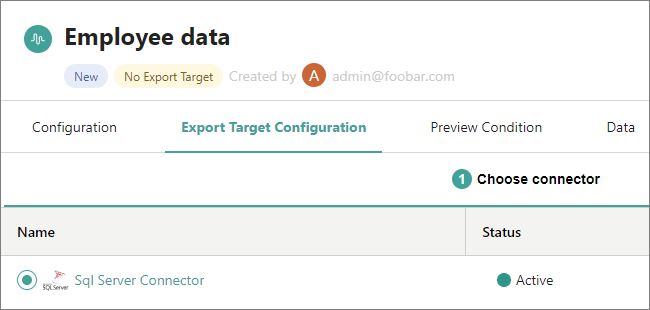 Employee data
New No Export Target Created by A admin@foobar.com
Configuration Export Target Configuration Preview Condition Data
1 Choose connector
Name Status
SQL Server Sql Server Connector Active